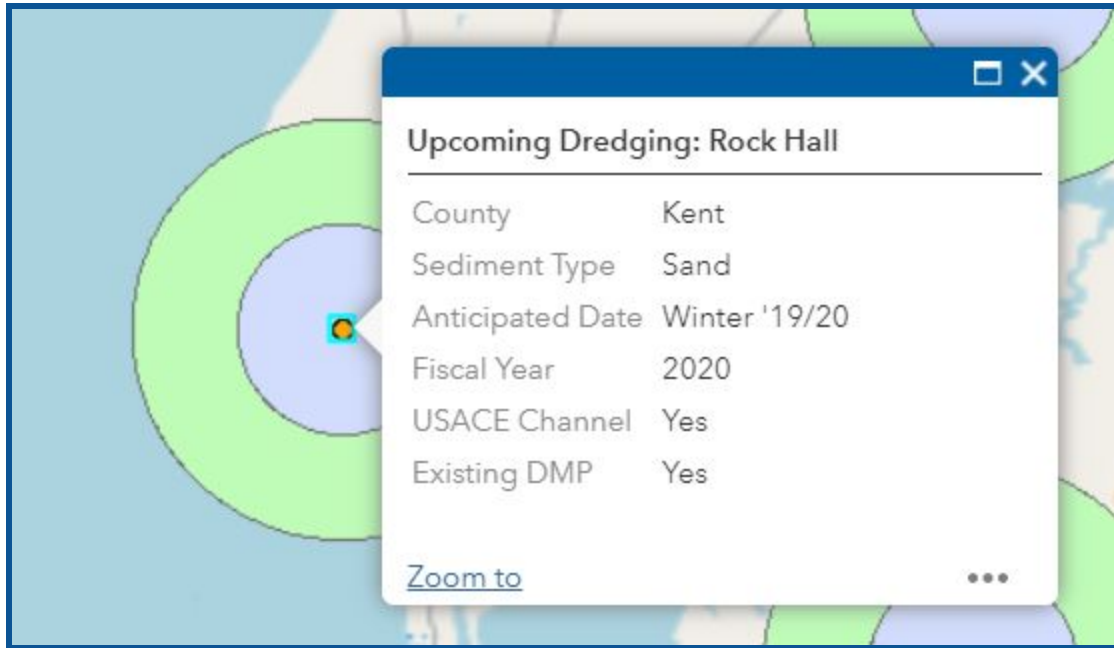 Upcoming Dredging: Rock Hall
County Kent
Sediment Type Sand
Anticipated Date Winter '19/20
Fiscal Year 2020
USACE Channel Yes
Existing DMP Yes
Zoom to